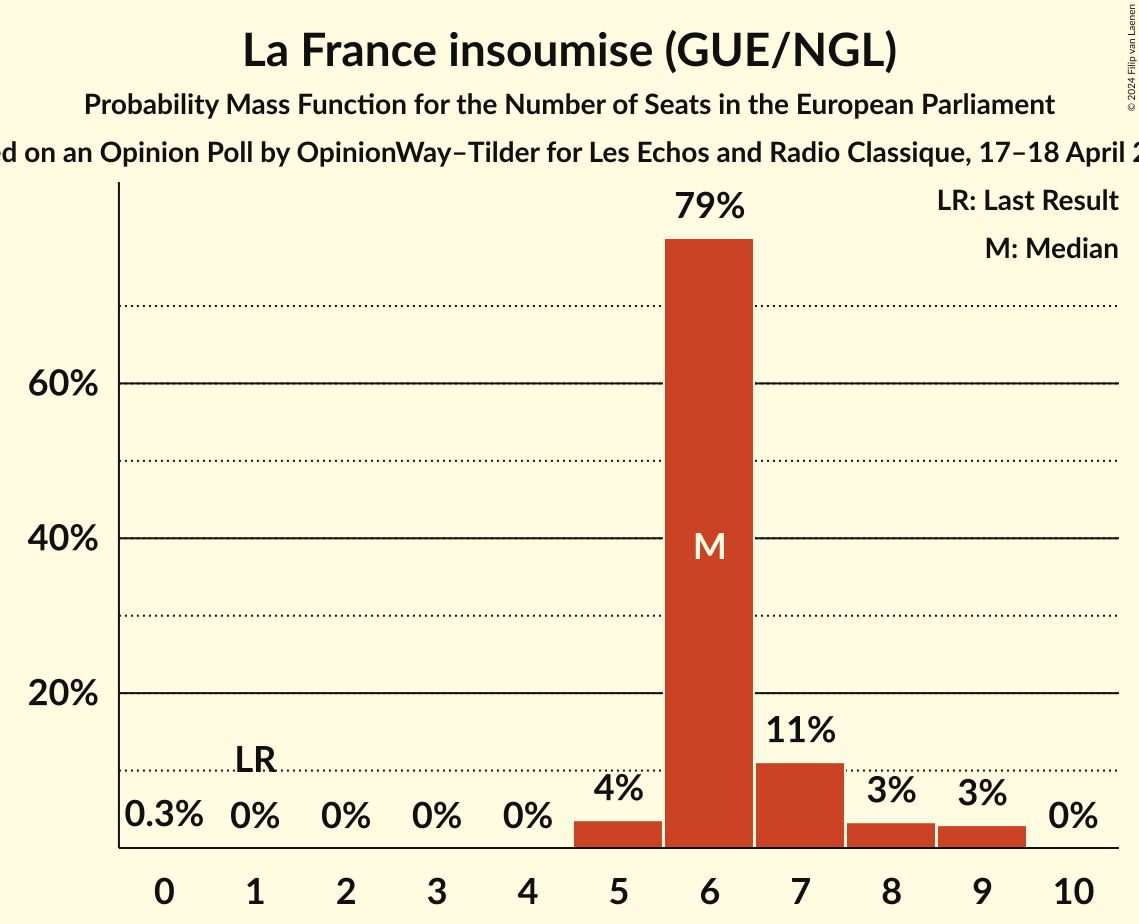 La France insoumise (GUE/NGL)
Probability Mass Function for the Number of Seats in the European Parliament
on an Opinion Poll by OpinionWay–Tilder for Les Echos and Radio Classique, 17–18 April
© 2024 Filip van Laenen
LR: Last Result
M: Median
79%
60%
40%
M
20%
11%
LR
4%
3%
3%
0.3%
0%
0%
0%
0%
0%
0 1 2 3 4 5 6 7 8 9 10